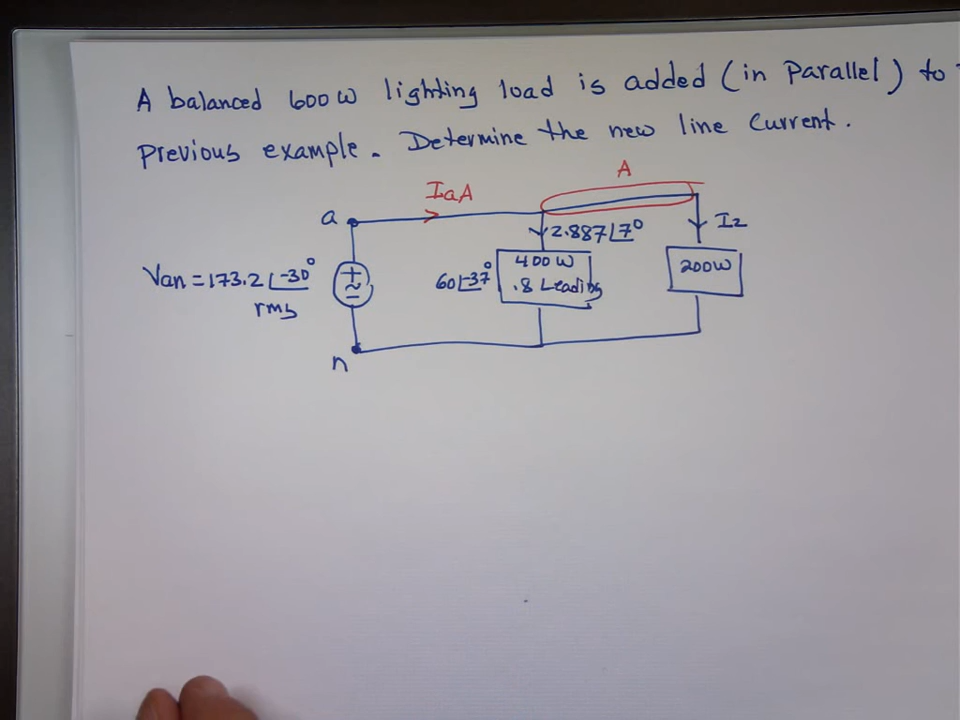 A balanced 600 W lighting load is added (in Parallel) to
Previous example. Determine the new line Current.
A
IaA
a
I2
2.887∠7°
Van = 173.2∠-30°
rms
+
~
−
60∠-37°
400 W
.8 Leading
200W
n